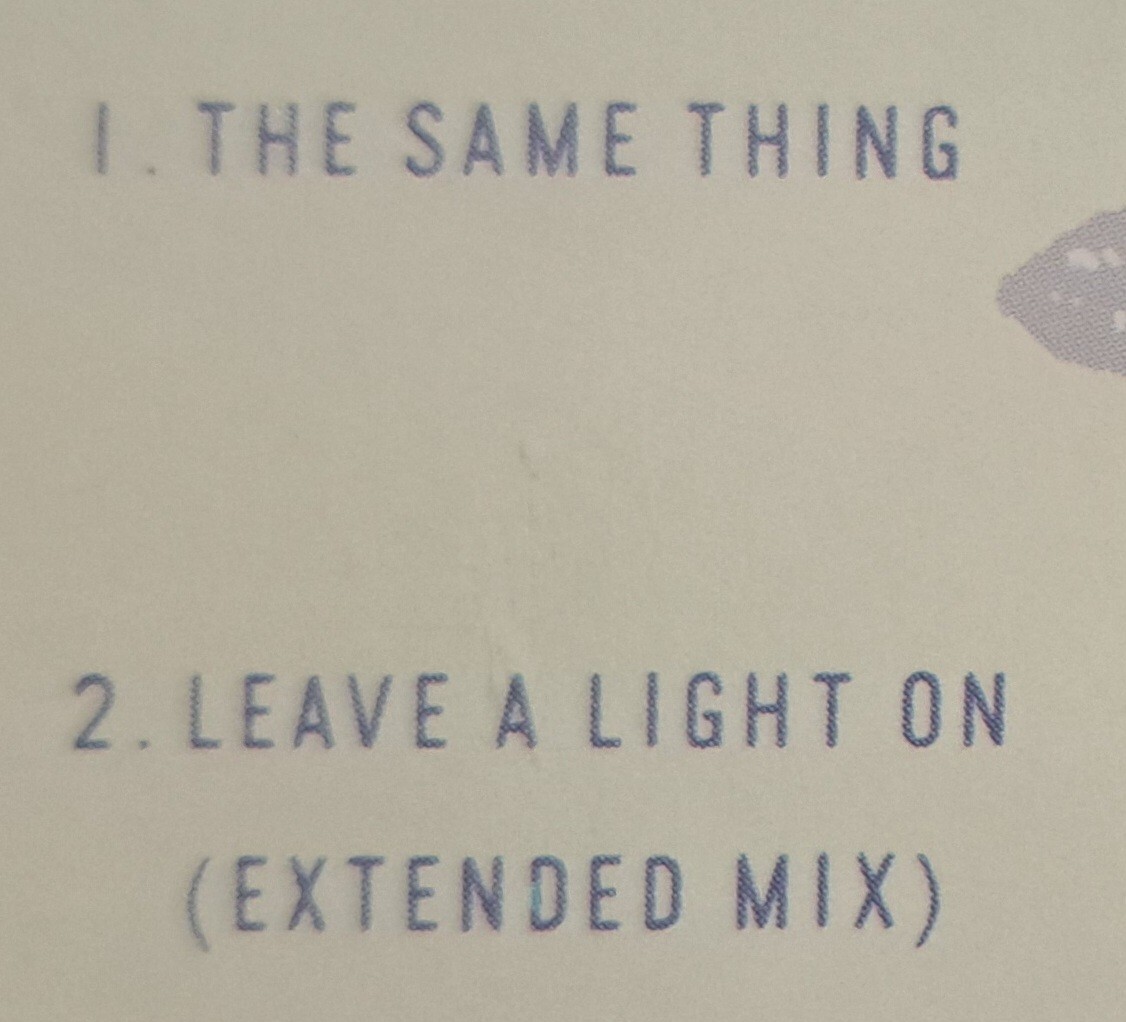 1. THE SAME THING
2. LEAVE A LIGHT ON
(EXTENDED MIX)